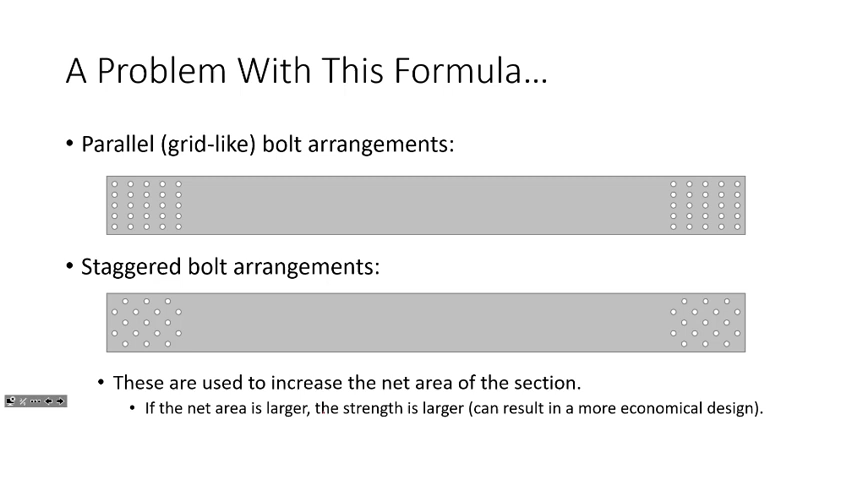 A Problem With This Formula...
• Parallel (grid-like) bolt arrangements:
• Staggered bolt arrangements:
• These are used to increase the net area of the section.
• If the net area is larger, the strength is larger (can result in a more economical design).